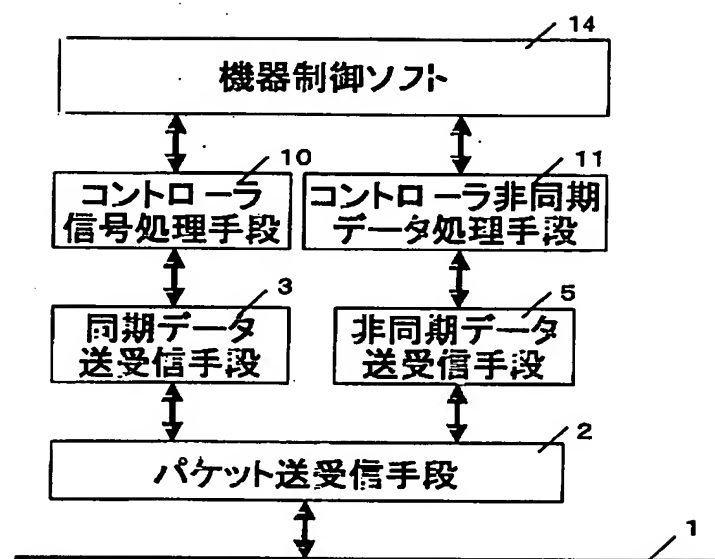 14
機器制御ソフト
10
コントローラ
信号処理手段
11
コントローラ非同期
データ処理手段
3
同期データ
送受信手段
5
非同期データ
送受信手段
2
パケット送受信手段
1